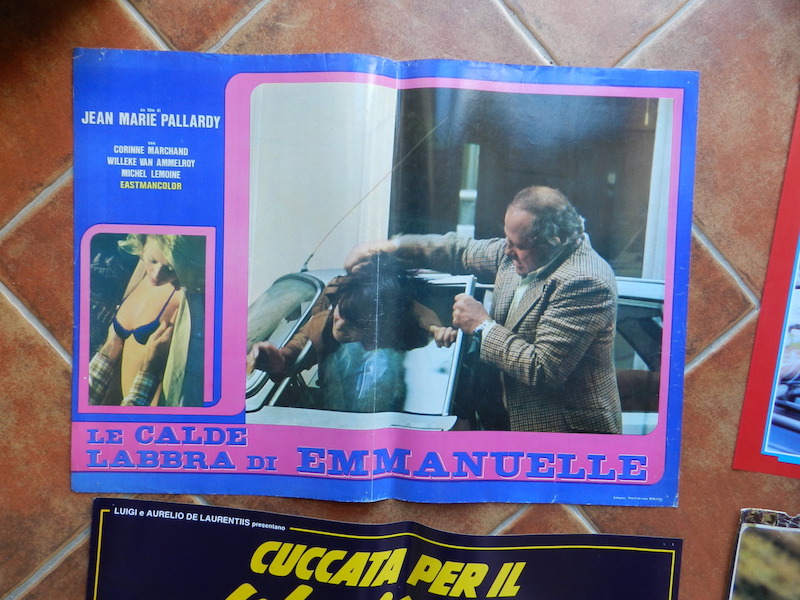 un film di
JEAN MARIE PALLARDY
con
CORINNE MARCHAND
WILLEKE VAN AMMELROY
MICHEL LEMOINE
EASTMANCOLOR
LE CALDE
LABBRA DI EMMANUELLE
LUIGI e AURELIO DE LAURENTIIS presentano
CUCCATA PER IL